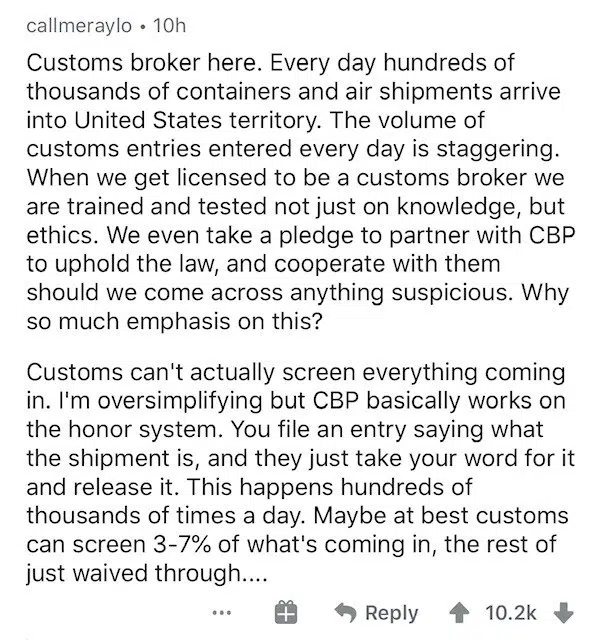 callmeraylo • 10h
Customs broker here. Every day hundreds of
thousands of containers and air shipments arrive
into United States territory. The volume of
customs entries entered every day is staggering.
When we get licensed to be a customs broker we
are trained and tested not just on knowledge, but
ethics. We even take a pledge to partner with CBP
to uphold the law, and cooperate with them
should we come across anything suspicious. Why
so much emphasis on this?
Customs can't actually screen everything coming
in. I'm oversimplifying but CBP basically works on
the honor system. You file an entry saying what
the shipment is, and they just take your word for it
and release it. This happens hundreds of
thousands of times a day. Maybe at best customs
can screen 3-7% of what's coming in, the rest of
just waived through....
... Reply 10.2k